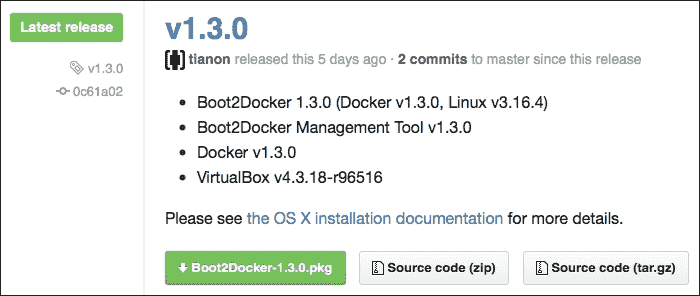 Latest release
v1.3.0
0c61a02
v1.3.0
tianon released this 5 days ago · 2 commits to master since this release
• Boot2Docker 1.3.0 (Docker v1.3.0, Linux v3.16.4)
• Boot2Docker Management Tool v1.3.0
• Docker v1.3.0
• VirtualBox v4.3.18-r96516
Please see the OS X installation documentation for more details.
Boot2Docker-1.3.0.pkg
Source code (zip)
Source code (tar.gz)